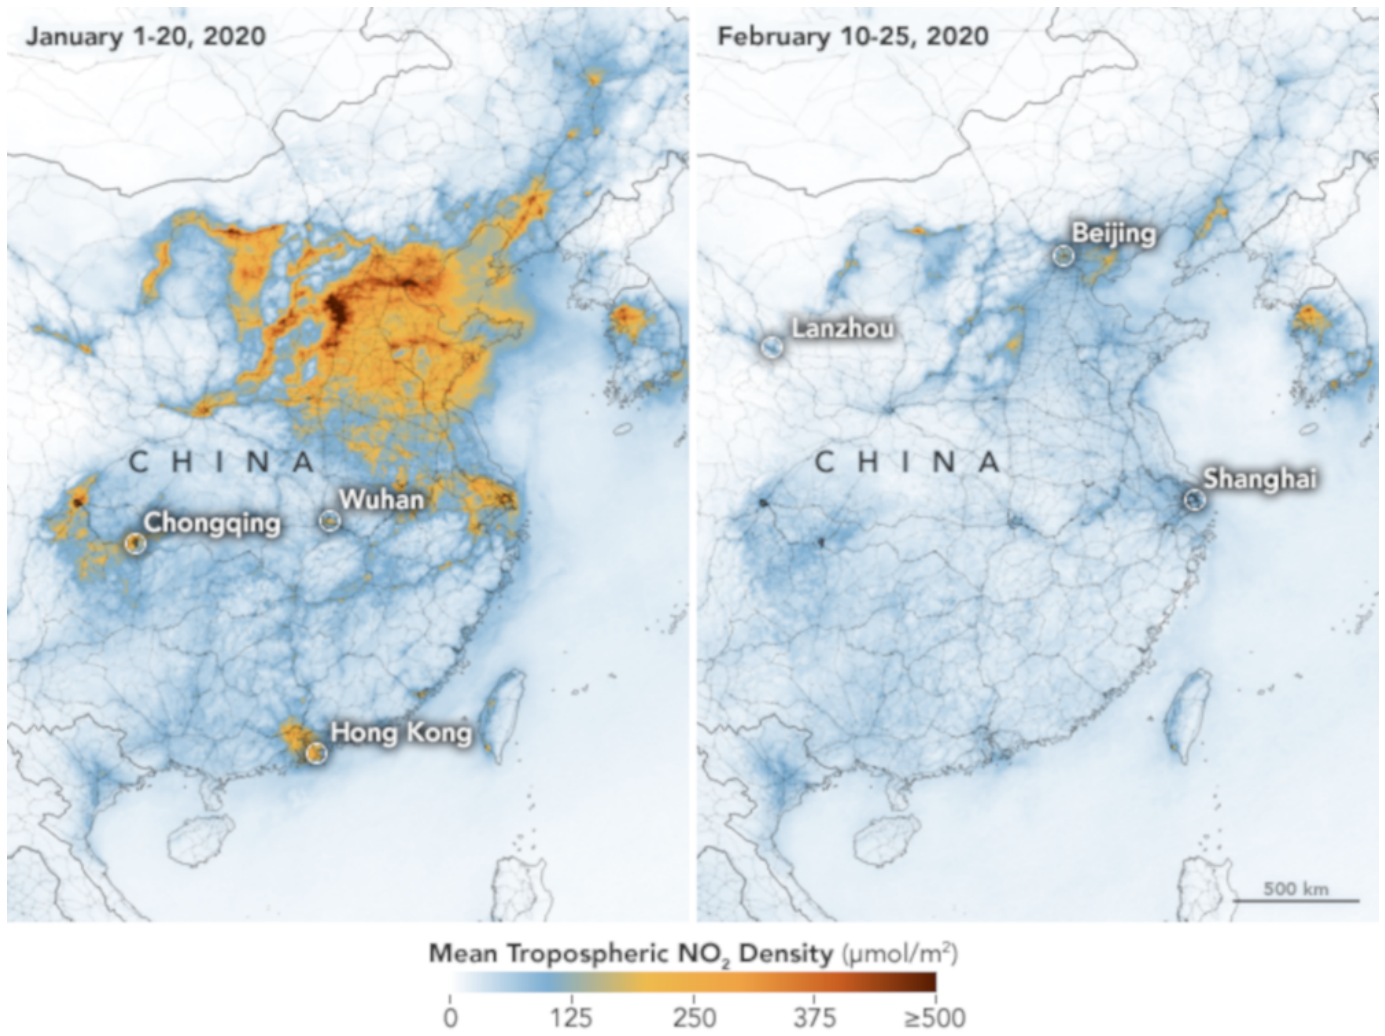 January 1-20, 2020
February 10-25, 2020
Beijing
Lanzhou
CHINA
CHINA
Shanghai
Wuhan
Chongqing
Hong Kong
500 km
Mean Tropospheric NO₂ Density (µmol/m²)
0 125 250 375 ≥500